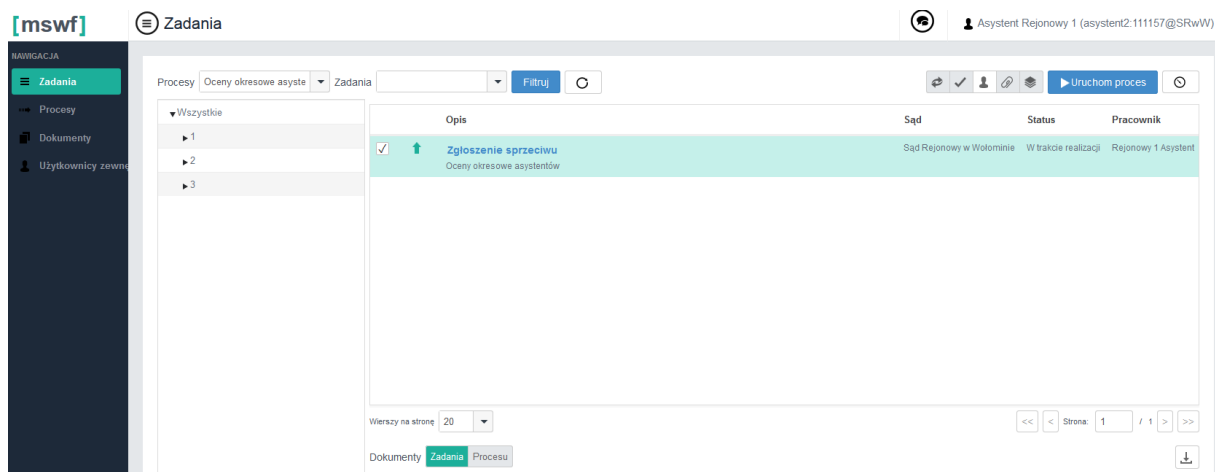 [mswf]
Zadania
Asystent Rejonowy 1 (asystent2:111157@SRwW)
NAWIGACJA
Zadania
Procesy
Dokumenty
Użytkownicy zewnę
Procesy Oceny okresowe asyste Zadania Filtruj Uruchom proces
Wszystkie
1
2
3
Opis Sąd Status Pracownik
Zgłoszenie sprzeciwu Sąd Rejonowy w Wołominie W trakcie realizacji Rejonowy 1 Asystent
Oceny okresowe asystentów
Wierszy na stronę 20 << < Strona: 1 / 1 > >>
Dokumenty Zadania Procesu